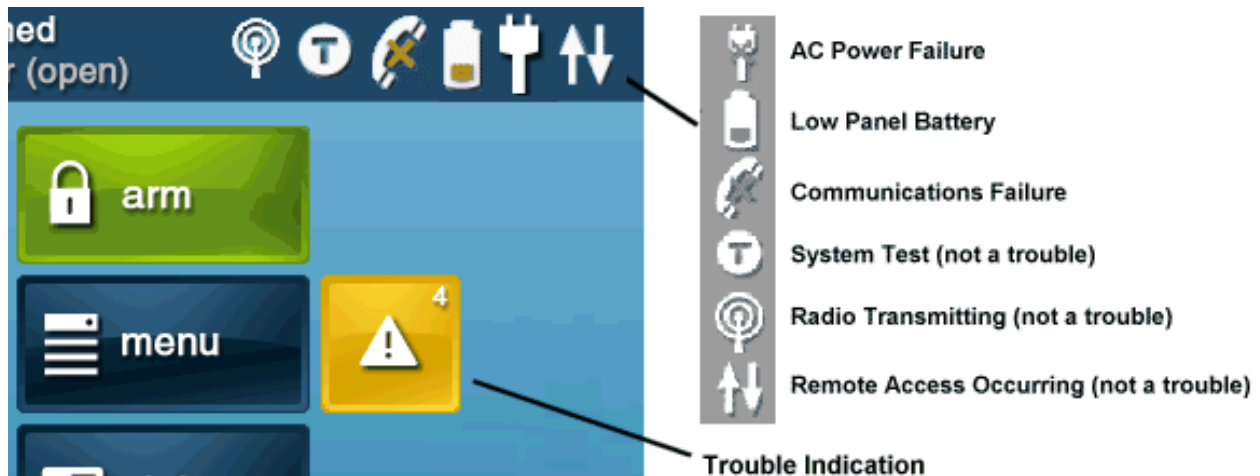 (open)
T
arm
menu
4
!
AC Power Failure
Low Panel Battery
Communications Failure
T
System Test (not a trouble)
Radio Transmitting (not a trouble)
Remote Access Occurring (not a trouble)
Trouble Indication